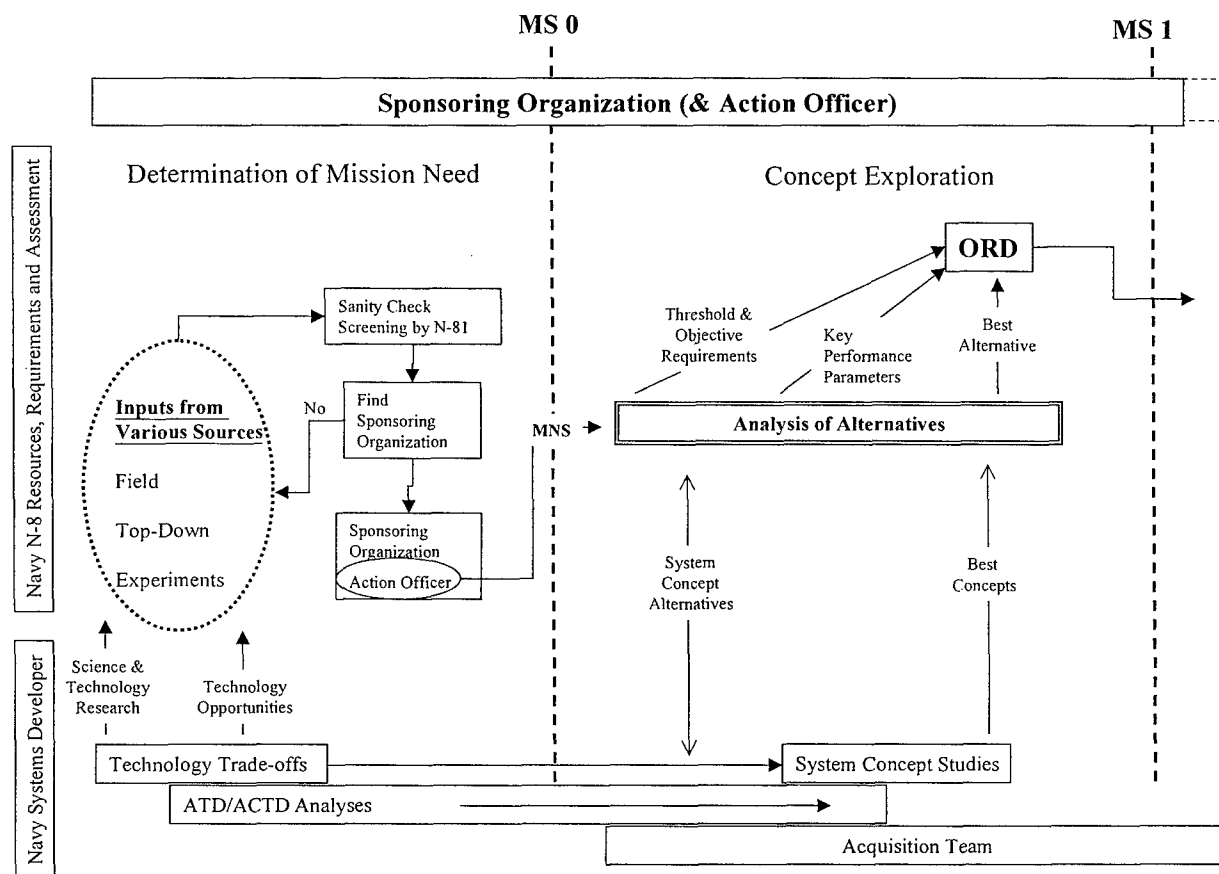 MS 0
MS 1
Sponsoring Organization (& Action Officer)
Navy N-8 Resources, Requirements and Assessment
Determination of Mission Need
Concept Exploration
ORD
Sanity Check
Screening by N-81
Threshold &
Objective
Requirements
Key
Performance
Parameters
Best
Alternative
Inputs from
Various Sources
Field
Top-Down
Experiments
No
Find
Sponsoring
Organization
MNS
Analysis of Alternatives
Sponsoring
Organization
Action Officer
System
Concept
Alternatives
Best
Concepts
Navy Systems Developer
Science &
Technology
Research
Technology
Opportunities
Technology Trade-offs
System Concept Studies
ATD/ACTD Analyses
Acquisition Team